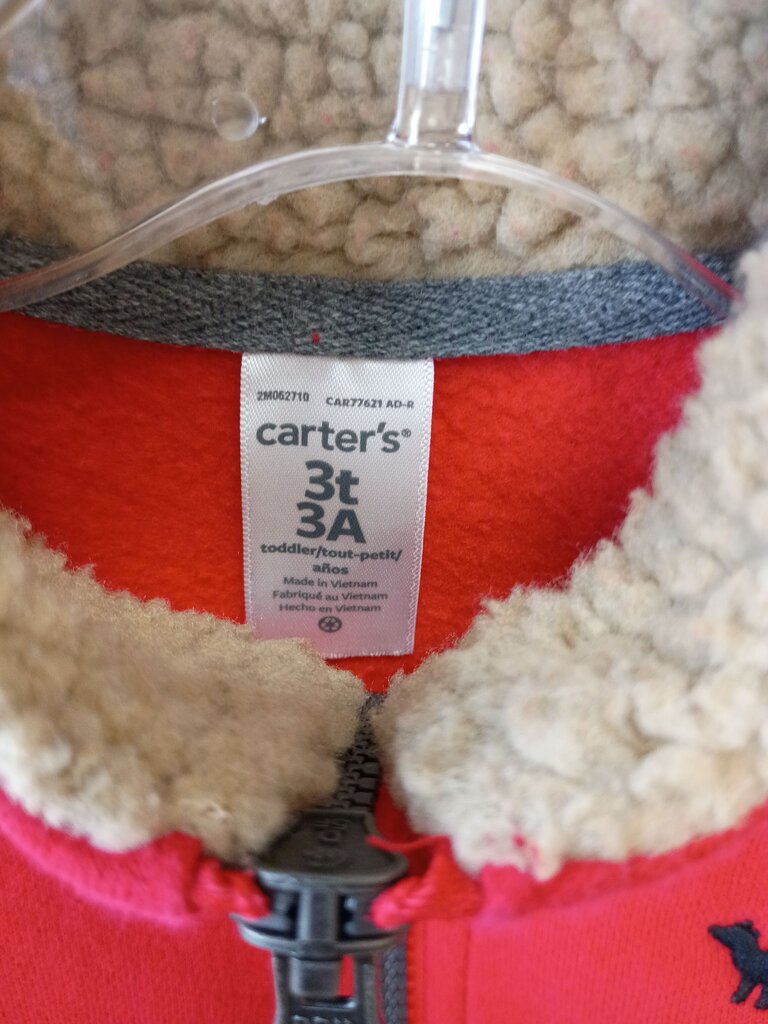 2M062710 CAR77621 AD-R
carter's®
3t
3A
toddler/tout-petit/
años
Made in Vietnam
Fabriqué au Vietnam
Hecho en Vietnam